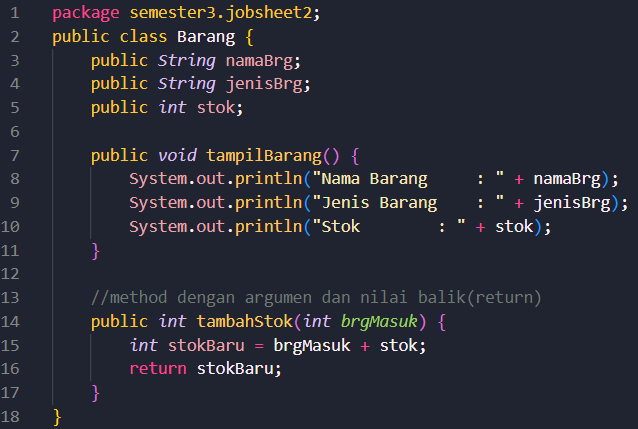 1 package semester3.jobsheet2;
2 public class Barang {
3     public String namaBrg;
4     public String jenisBrg;
5     public int stok;
6
7     public void tampilBarang() {
8         System.out.println("Nama Barang     : " + namaBrg);
9         System.out.println("Jenis Barang    : " + jenisBrg);
10         System.out.println("Stok        : " + stok);
11     }
12
13     //method dengan argumen dan nilai balik(return)
14     public int tambahStok(int brgMasuk) {
15         int stokBaru = brgMasuk + stok;
16         return stokBaru;
17     }
18 }